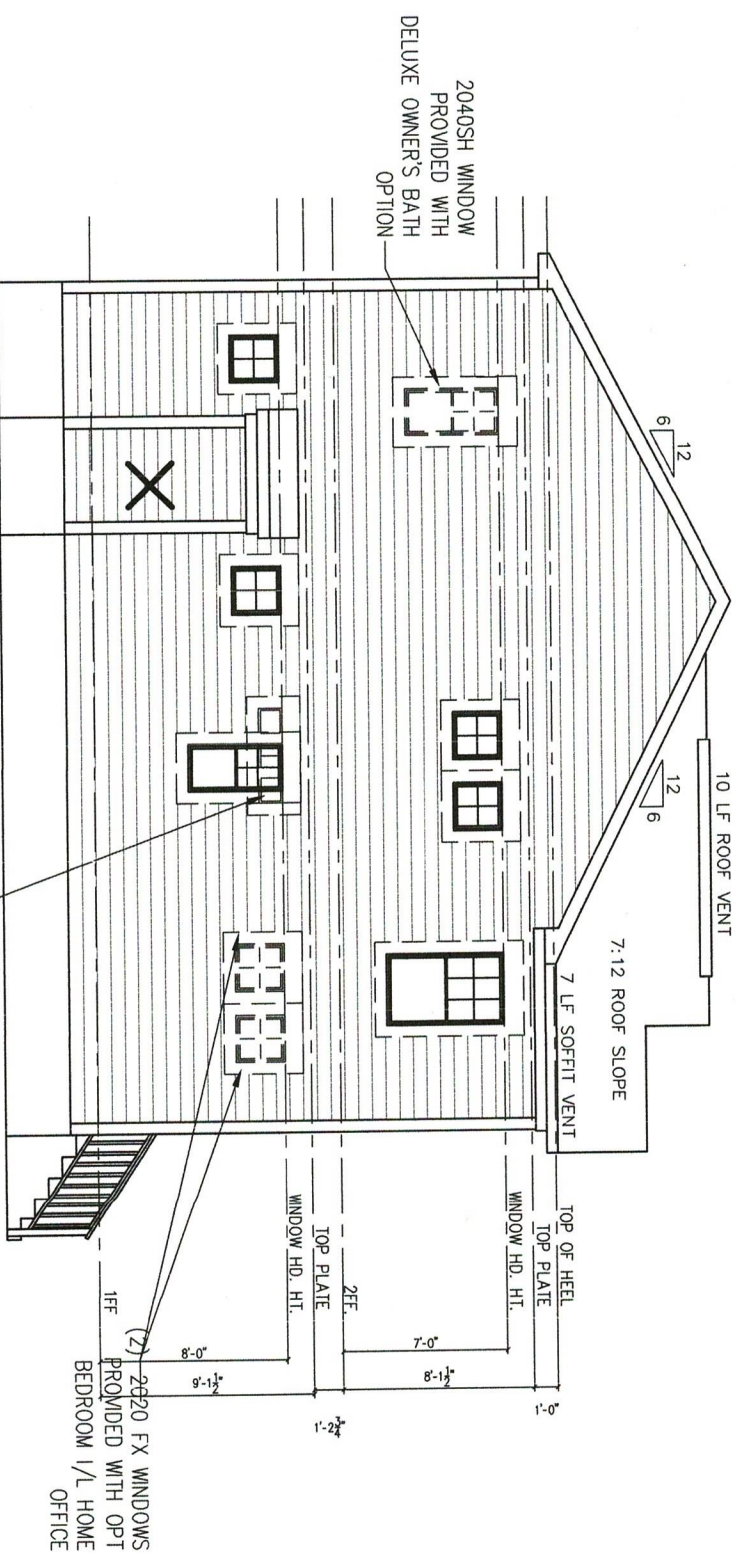 2040SH WINDOW
PROVIDED WITH
DELUXE OWNER'S BATH
OPTION
12
6
12
6
10 LF ROOF VENT
7:12 ROOF SLOPE
7 LF SOFFIT VENT
TOP OF HEEL
TOP PLATE
WINDOW HD. HT.
2FF.
TOP PLATE
WINDOW HD. HT.
1FF
1'-0"
8'-1½"
7'-0"
1'-2¾"
9'-1½"
8'-0"
(2) 2020 FX WINDOWS
PROVIDED WITH OPT
BEDROOM I/L HOME
OFFICE